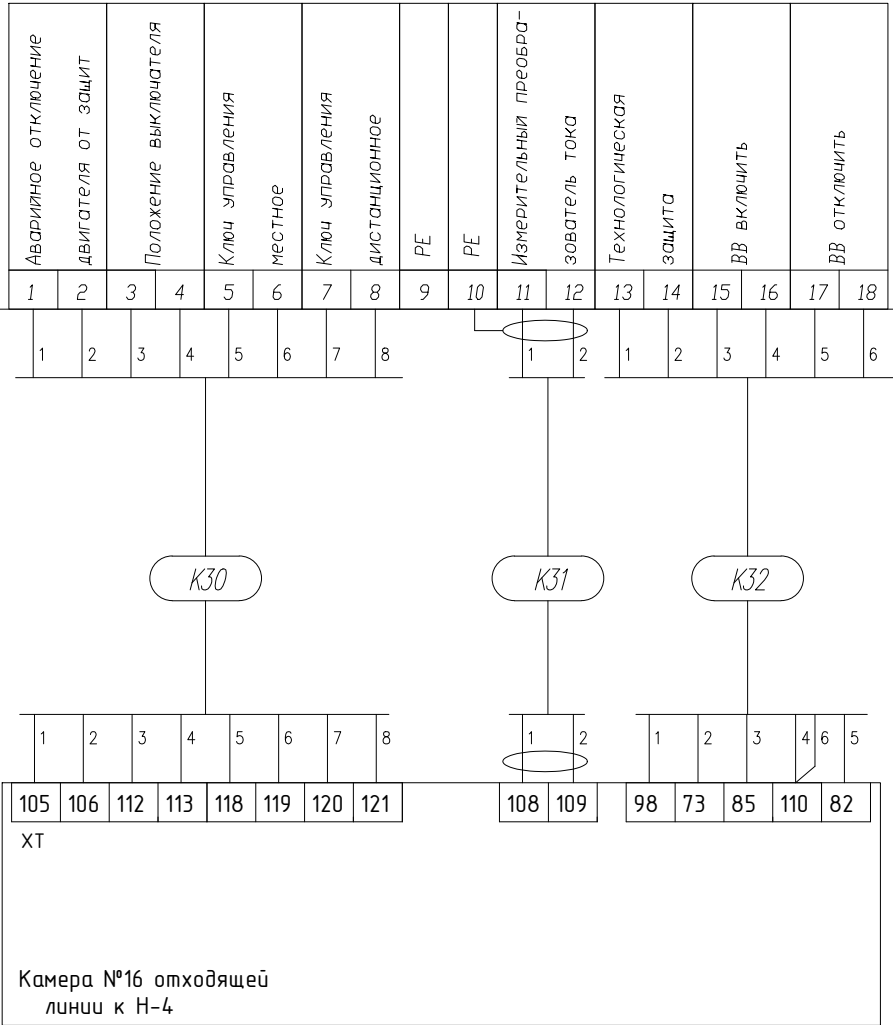 Аварийное отключение
двигателя от защит
Положение выключателя
Ключ управления
местное
Ключ управления
дистанционное
PE
PE
Измерительный преобра-
зователь тока
Технологическая
защита
ВВ включить
ВВ отключить
1 2 3 4 5 6 7 8 9 10 11 12 13 14 15 16 17 18
1 2 3 4 5 6 7 8 1 2 1 2 3 4 5 6
К30 К31 К32
1 2 3 4 5 6 7 8 1 2 1 2 3 4 6 5
105 106 112 113 118 119 120 121 108 109 98 73 85 110 82
XT
Камера №16 отходящей
линии к Н-4